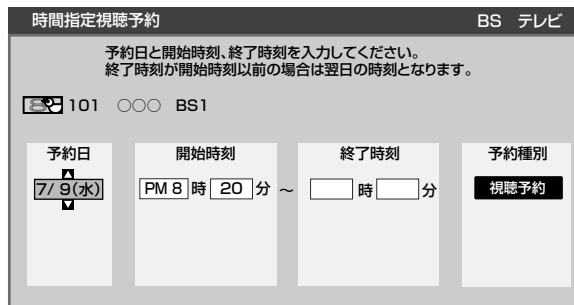 時間指定視聴予約 BS テレビ
予約日と開始時刻、終了時刻を入力してください。
終了時刻が開始時刻以前の場合は翌日の時刻となります。
101 ○○○ BS1
予約日 開始時刻 終了時刻 予約種別
7/ 9(水) PM 8 時 20 分 ～ 時 分 視聴予約